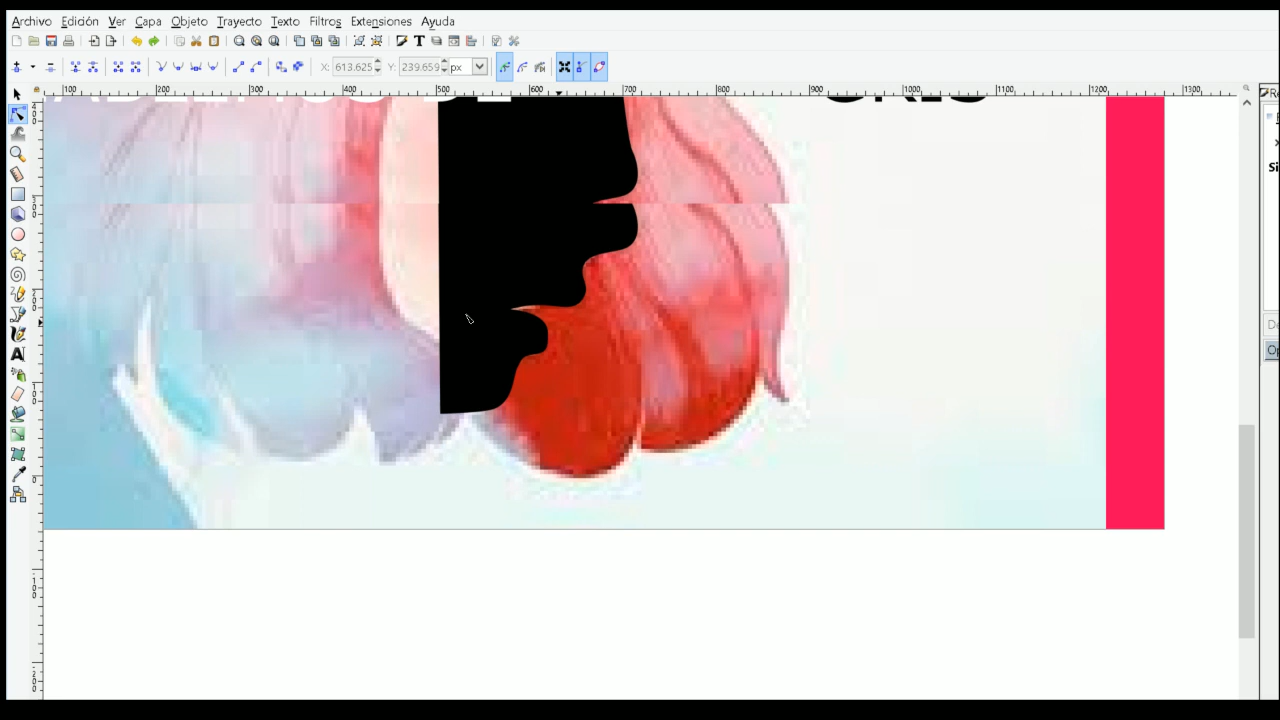 Archivo Edición Ver Capa Objeto Trayecto Texto Filtros Extensiones Ayuda
X: 613.625 Y: 239.659 px
100 200 300 400 500 600 700 800 900 1000 1100 1200 1300
DE